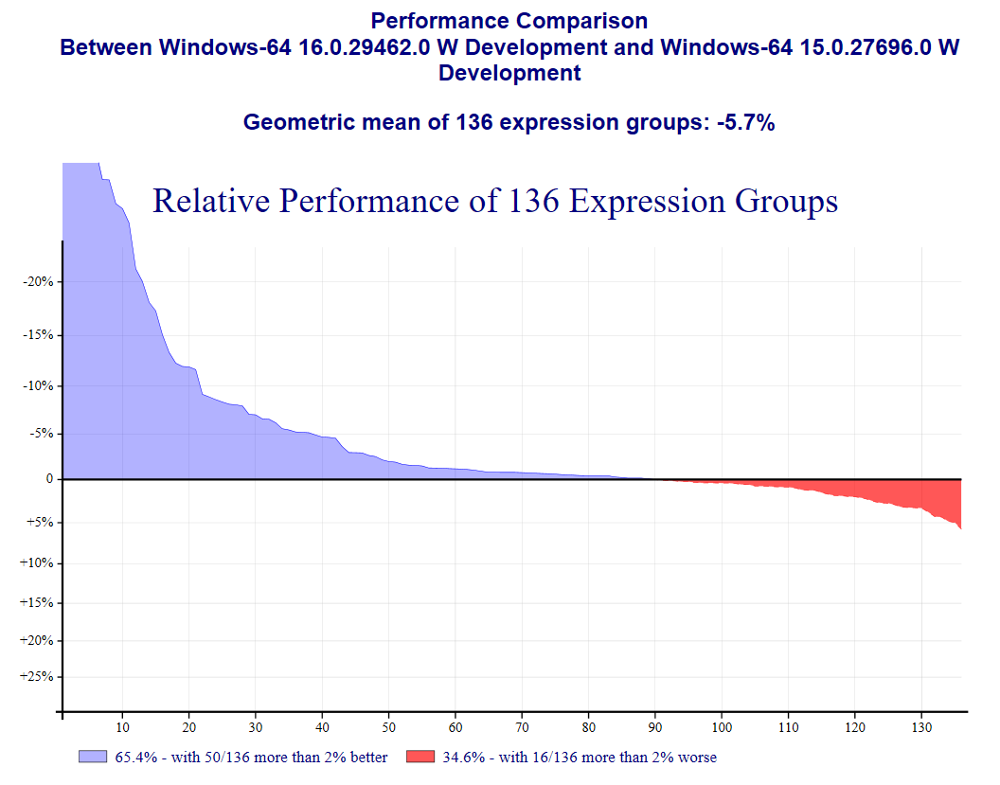 Performance Comparison
Between Windows-64 16.0.29462.0 W Development and Windows-64 15.0.27696.0 W
Development
Geometric mean of 136 expression groups: -5.7%
Relative Performance of 136 Expression Groups
-20%
-15%
-10%
-5%
0
+5%
+10%
+15%
+20%
+25%
10 20 30 40 50 60 70 80 90 100 110 120 130
65.4% - with 50/136 more than 2% better 34.6% - with 16/136 more than 2% worse